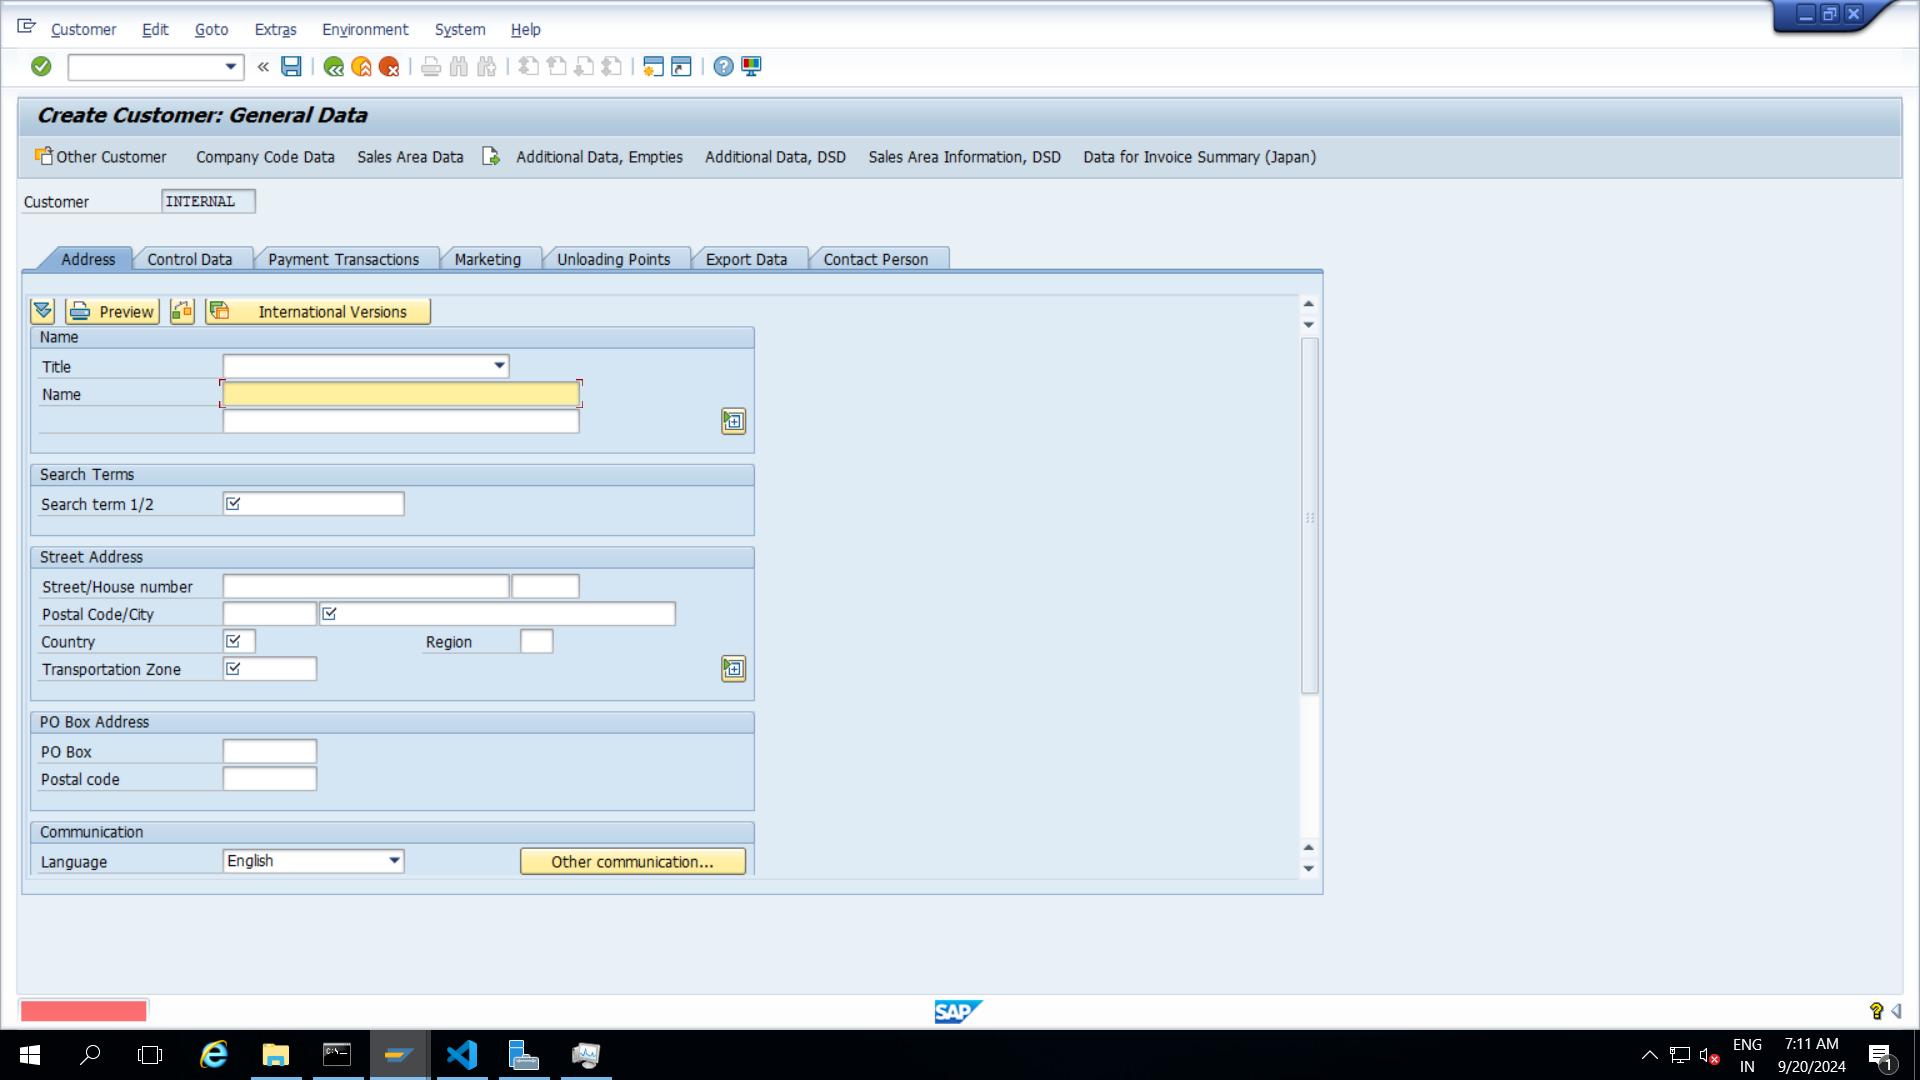 Customer Edit Goto Extras Environment System Help
Create Customer: General Data
Other Customer Company Code Data Sales Area Data Additional Data, Empties Additional Data, DSD Sales Area Information, DSD Data for Invoice Summary (Japan)
Customer INTERNAL
Address Control Data Payment Transactions Marketing Unloading Points Export Data Contact Person
Preview International Versions
Name
Title
Name
Search Terms
Search term 1/2
Street Address
Street/House number
Postal Code/City
Country Region
Transportation Zone
PO Box Address
PO Box
Postal code
Communication
Language English Other communication...
SAP
ENG 7:11 AM
IN 9/20/2024 1